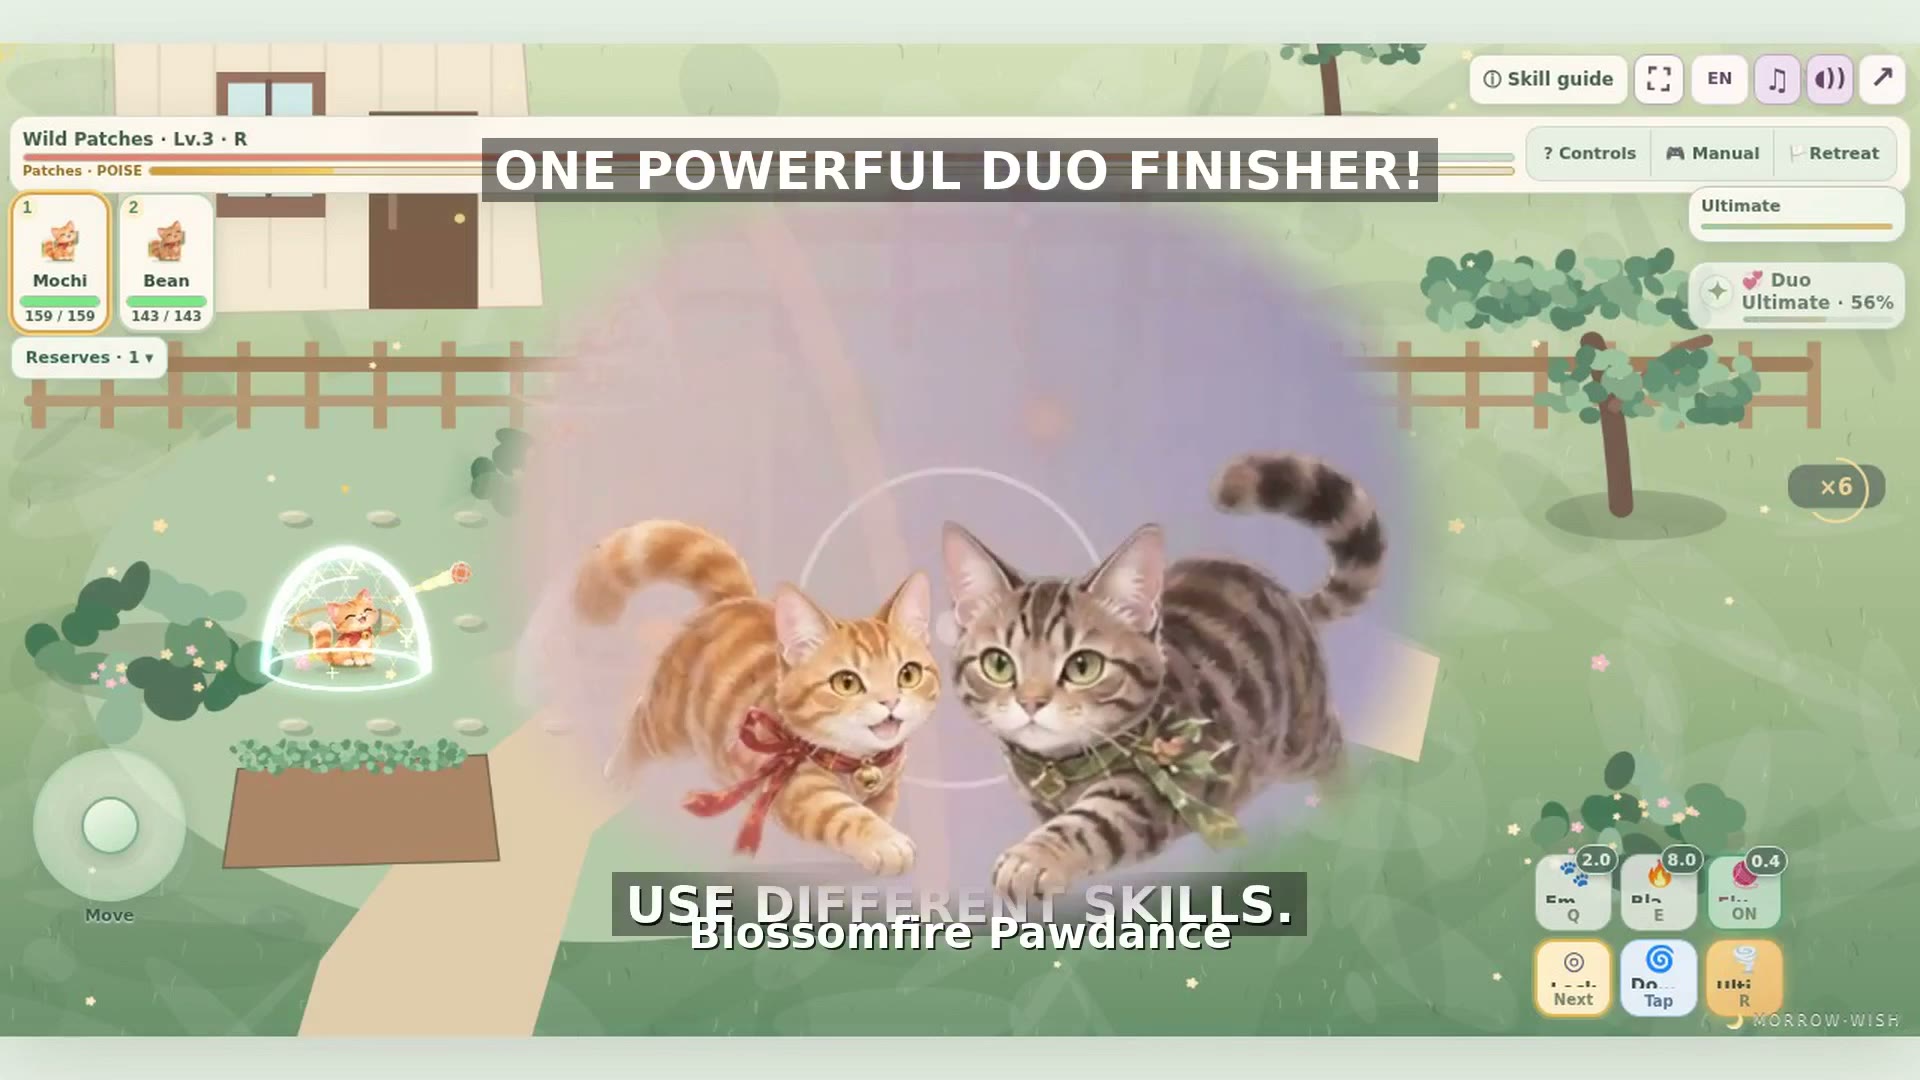 Skill guide
EN
Wild Patches · Lv.3 · R
Patches · POISE
ONE POWERFUL DUO FINISHER!
? Controls
Manual
Retreat
1
Mochi
159 / 159
2
Bean
143 / 143
Reserves · 1 ▾
Ultimate
Duo
Ultimate · 56%
×6
Move
USE DIFFERENT SKILLS.
Blossomfire Pawdance
2.0
Q
8.0
E
0.4
ON
Next
Do...
Tap
R
MORROW·WISH